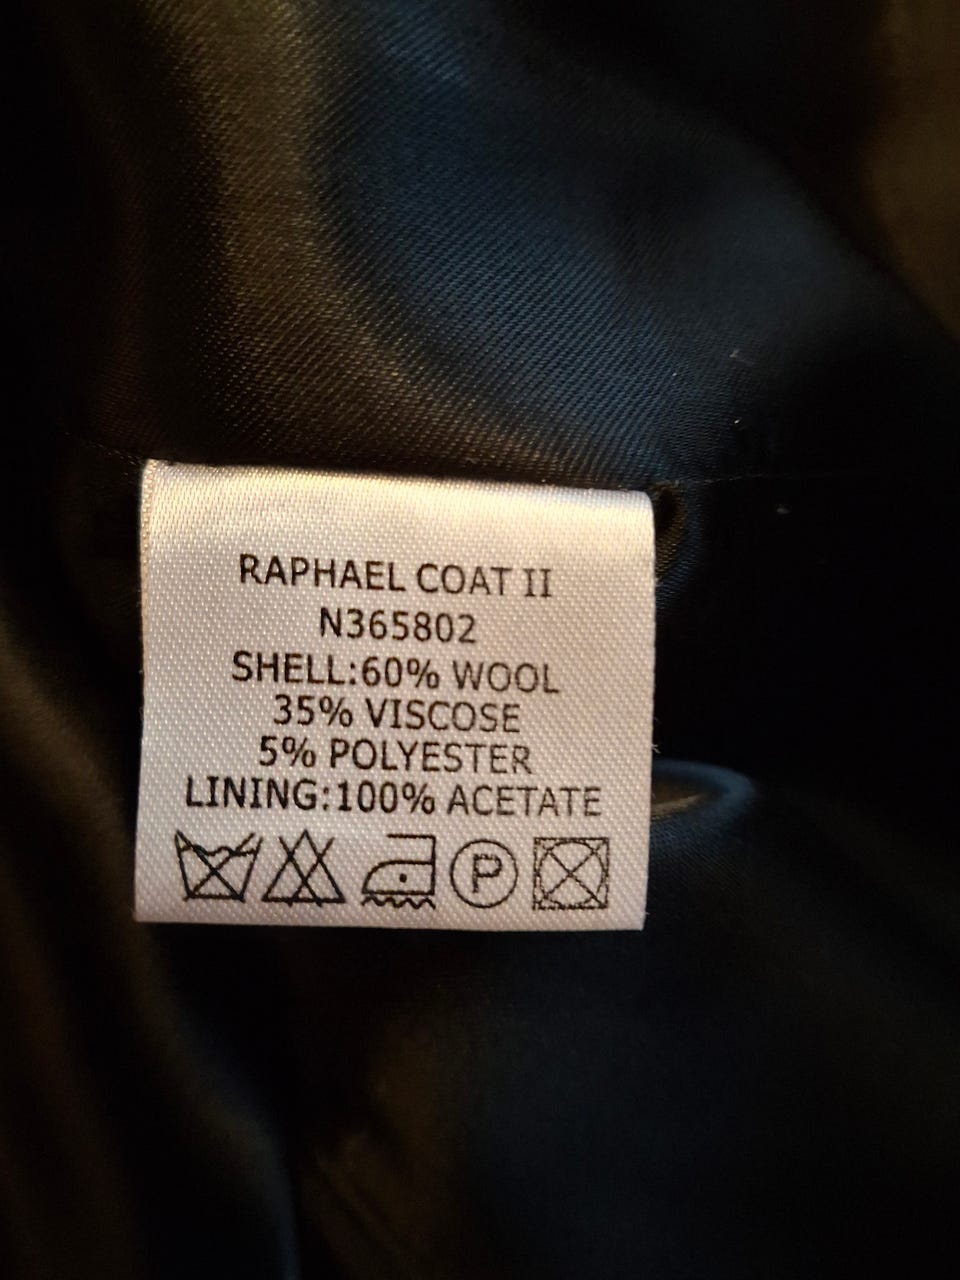 RAPHAEL COAT II
N365802
SHELL:60% WOOL
35% VISCOSE
5% POLYESTER
LINING:100% ACETATE
P